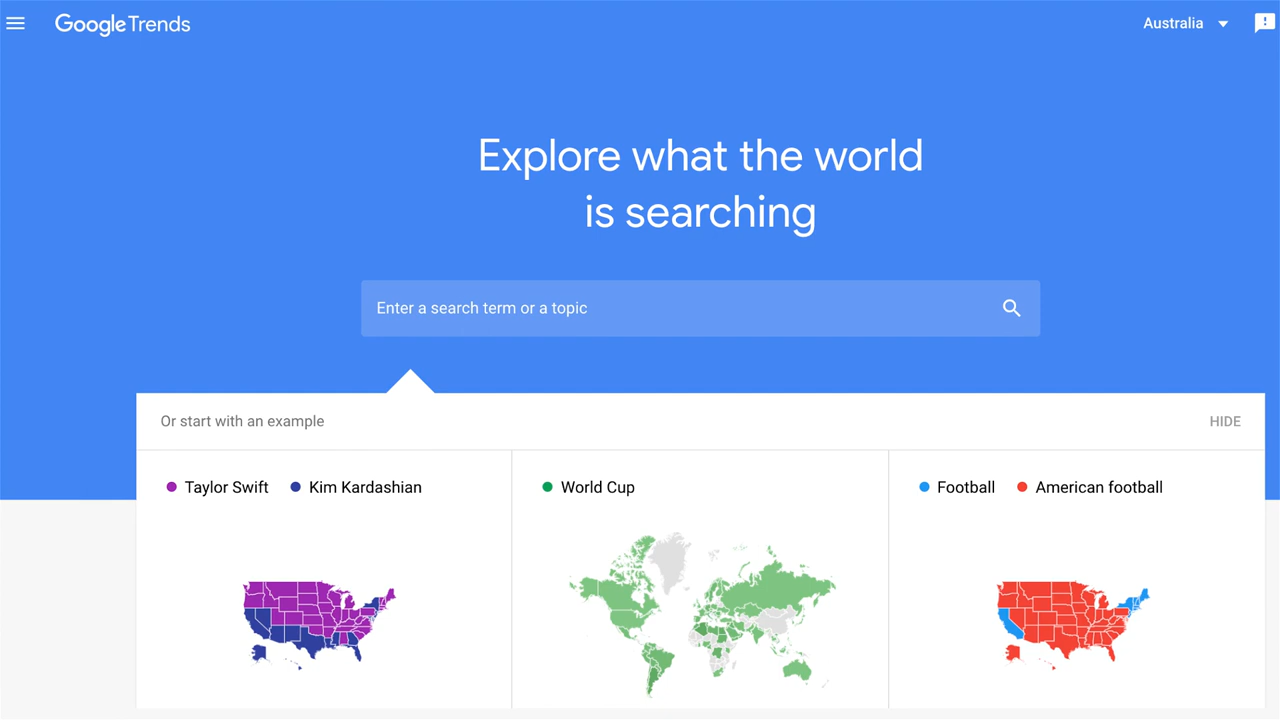 Google Trends
Australia
Explore what the world
is searching
Enter a search term or a topic
Or start with an example
HIDE
Taylor Swift
Kim Kardashian
World Cup
Football
American football